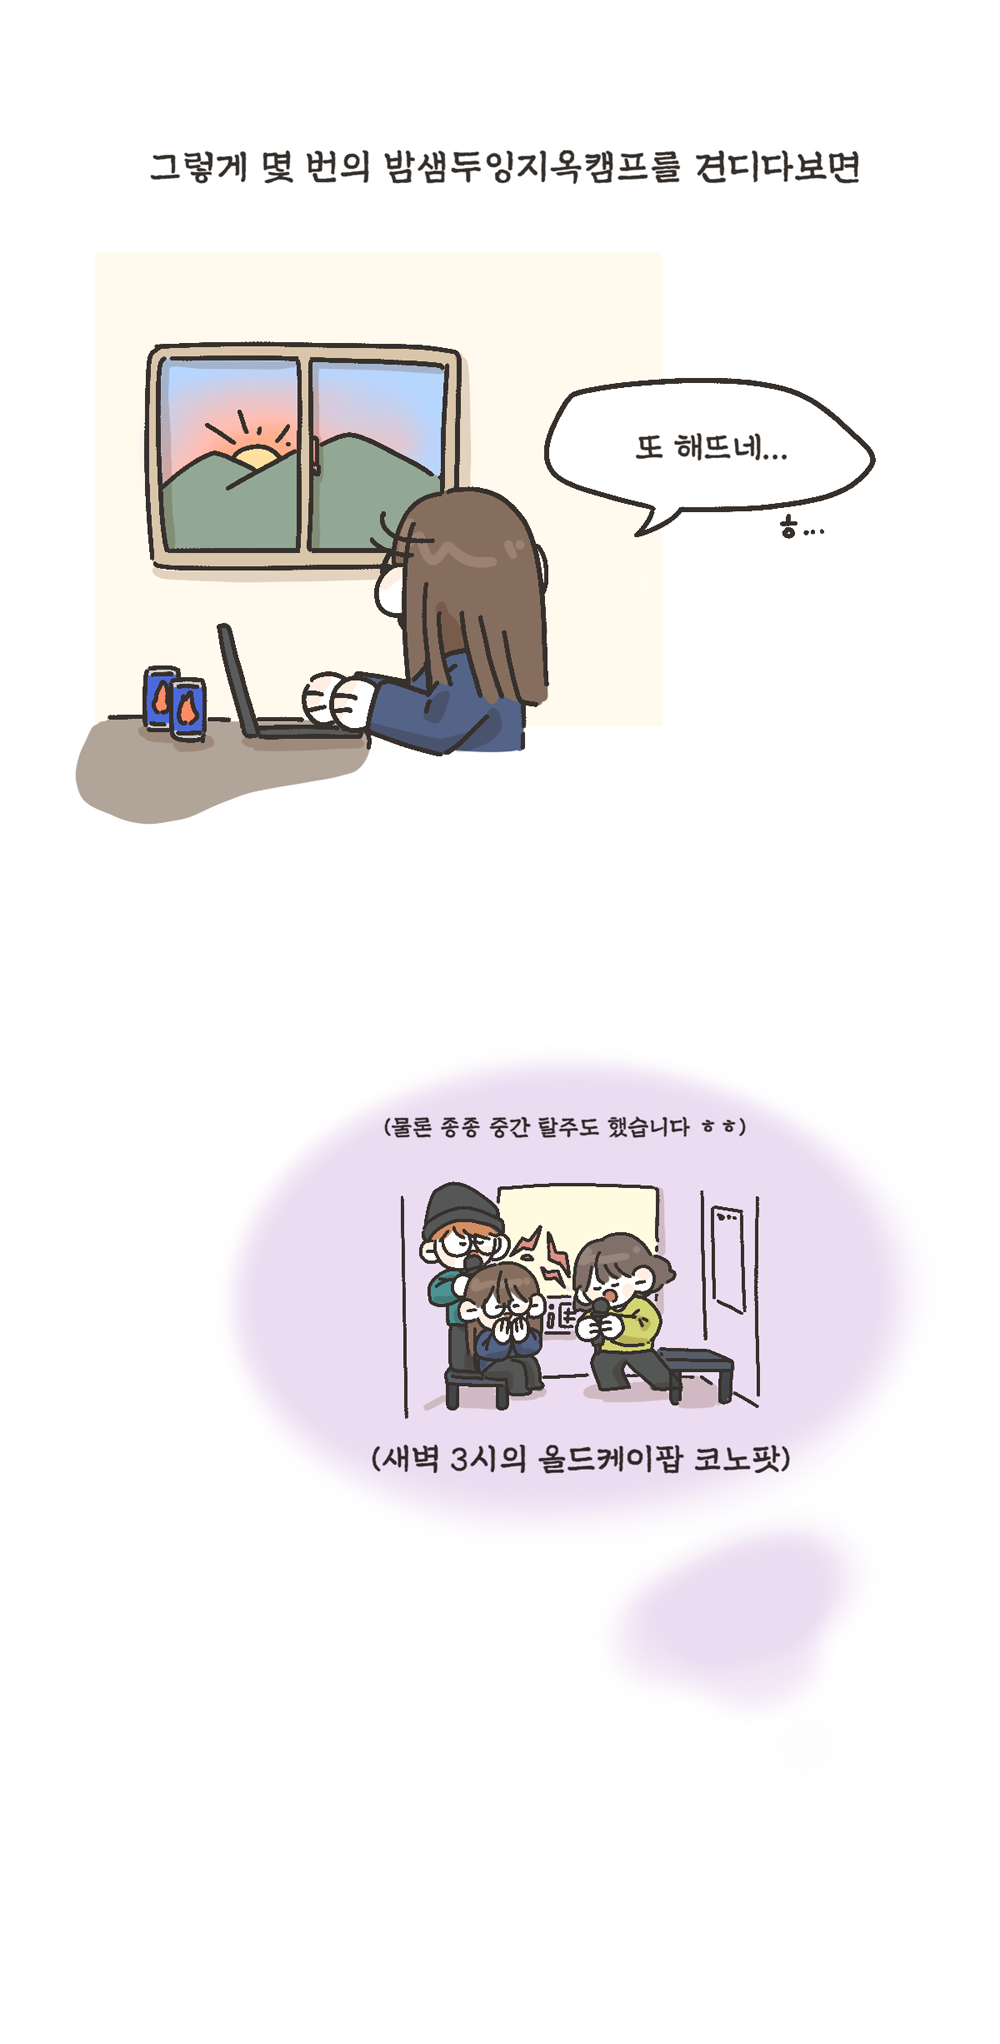 그렇게 몇 번의 밤샘두잉지옥캠프를 견디다보면
또 해뜨네...
ㅎ...
(물론 종종 중간 탈주도 했습니다 ㅎㅎ)
(새벽 3시의 올드케이팝 코노팟)